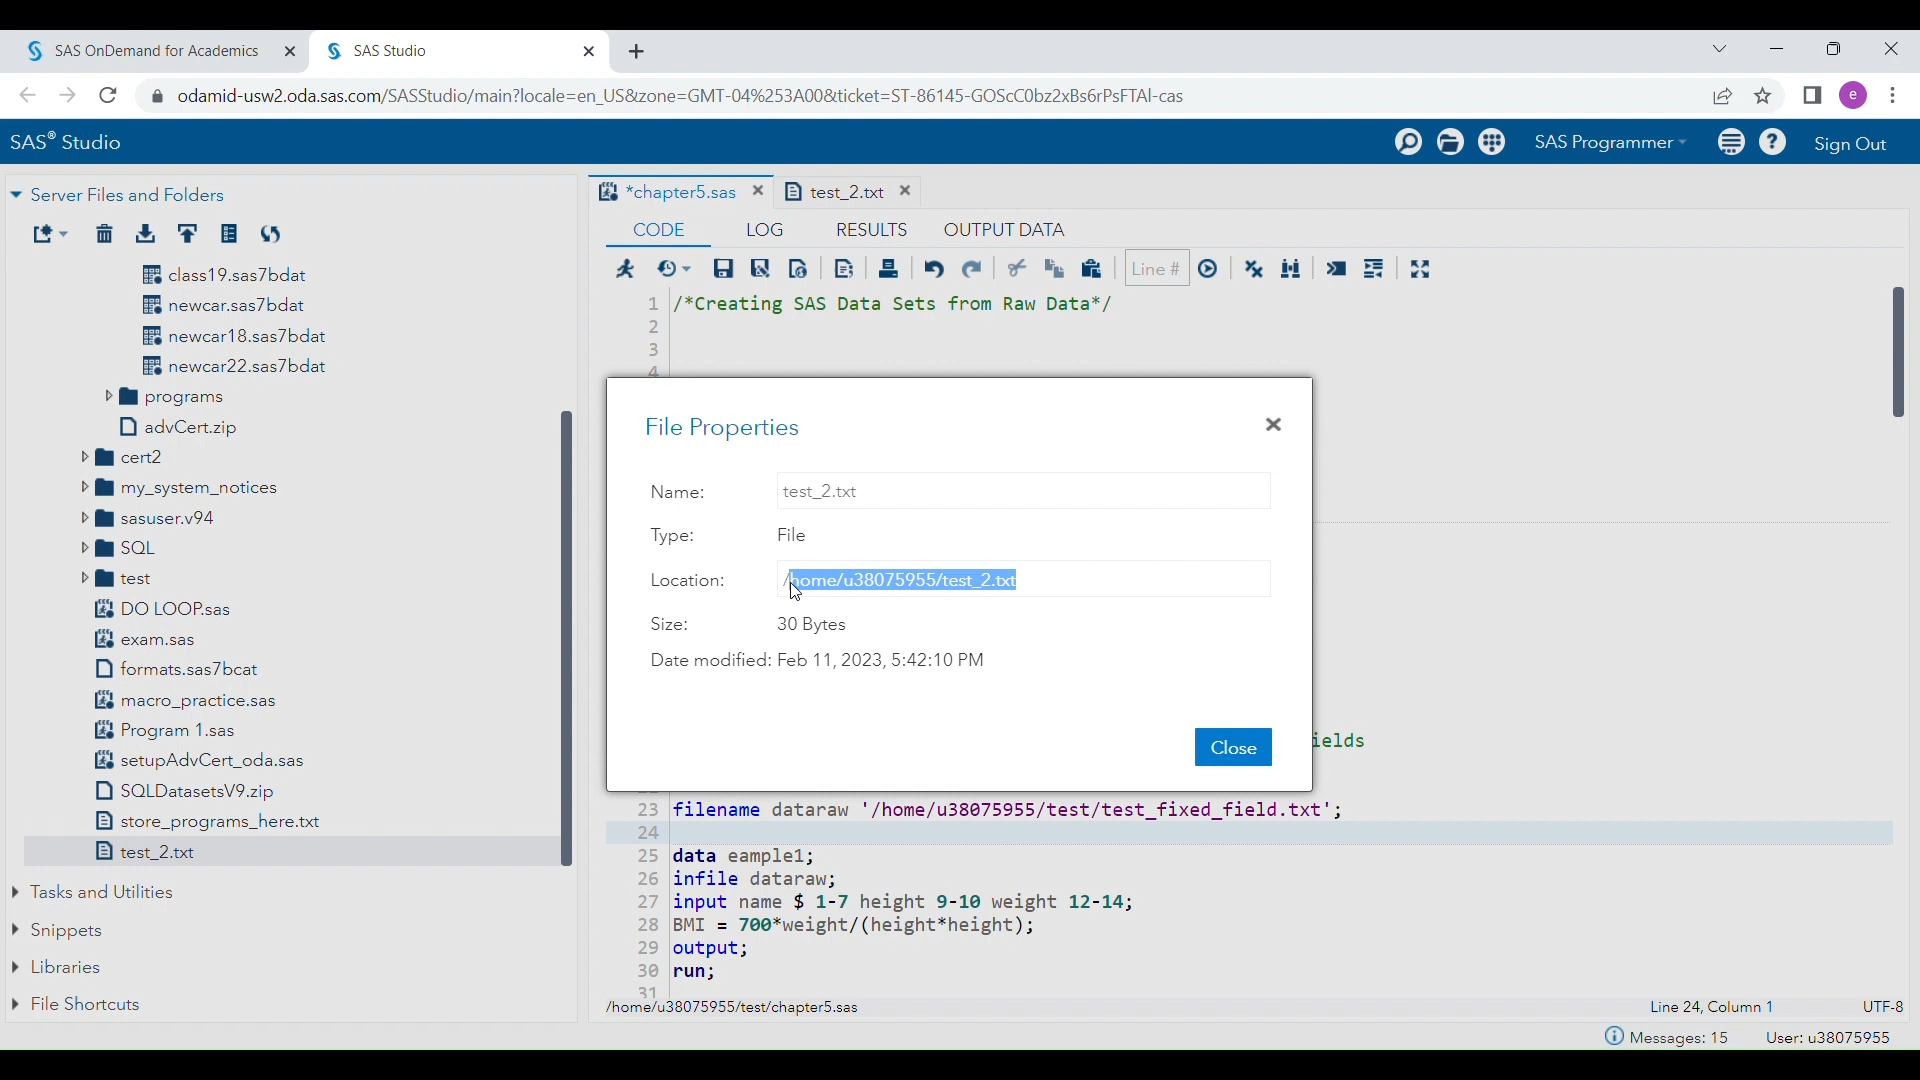 SAS OnDemand for Academics
SAS Studio
odamid-usw2.oda.sas.com/SASStudio/main?locale=en_US&zone=GMT-04%253A00&ticket=ST-86145-GOScC0bz2xBs6rPsFTAl-cas
e
SAS® Studio
SAS Programmer
Sign Out
Server Files and Folders
class19.sas7bdat
newcar.sas7bdat
newcar18.sas7bdat
newcar22.sas7bdat
programs
advCert.zip
cert2
my_system_notices
sasuser.v94
SQL
test
DO LOOP.sas
exam.sas
formats.sas7bcat
macro_practice.sas
Program 1.sas
setupAdvCert_oda.sas
SQLDatasetsV9.zip
store_programs_here.txt
test_2.txt
Tasks and Utilities
Snippets
Libraries
File Shortcuts
*chapter5.sas
test_2.txt
CODE LOG RESULTS OUTPUT DATA
Line #
1 /*Creating SAS Data Sets from Raw Data*/
2
3
4
File Properties
Name: test_2.txt
Type: File
Location: /home/u38075955/test_2.txt
Size: 30 Bytes
Date modified: Feb 11, 2023, 5:42:10 PM
Close
ields
23 filename dataraw '/home/u38075955/test/test_fixed_field.txt';
24
25 data eample1;
26 infile dataraw;
27 input name $ 1-7 height 9-10 weight 12-14;
28 BMI = 700*weight/(height*height);
29 output;
30 run;
31
/home/u38075955/test/chapter5.sas
Line 24, Column 1
UTF-8
Messages: 15
User: u38075955